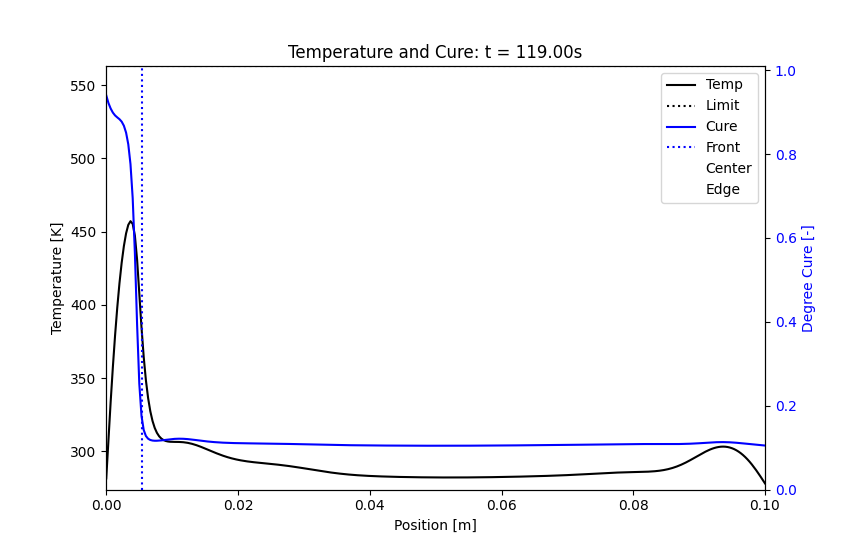 Temperature and Cure: t = 119.00s
Temp
Limit
Cure
Front
Center
Edge
Temperature [K]
550
500
450
400
350
300
Degree Cure [-]
1.0
0.8
0.6
0.4
0.2
0.0
0.00 0.02 0.04 0.06 0.08 0.10
Position [m]